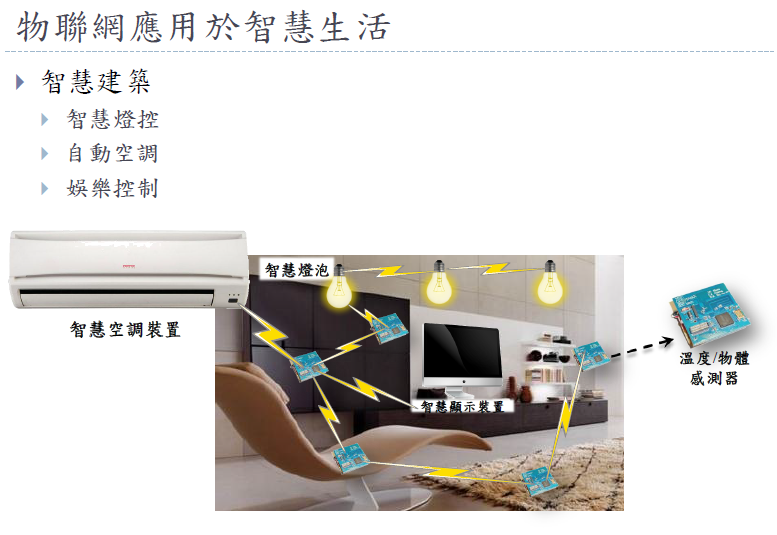 物聯網應用於智慧生活
智慧建築
智慧燈控
自動空調
娛樂控制
智慧燈泡
智慧空調裝置
溫度/物體
感測器
智慧顯示裝置